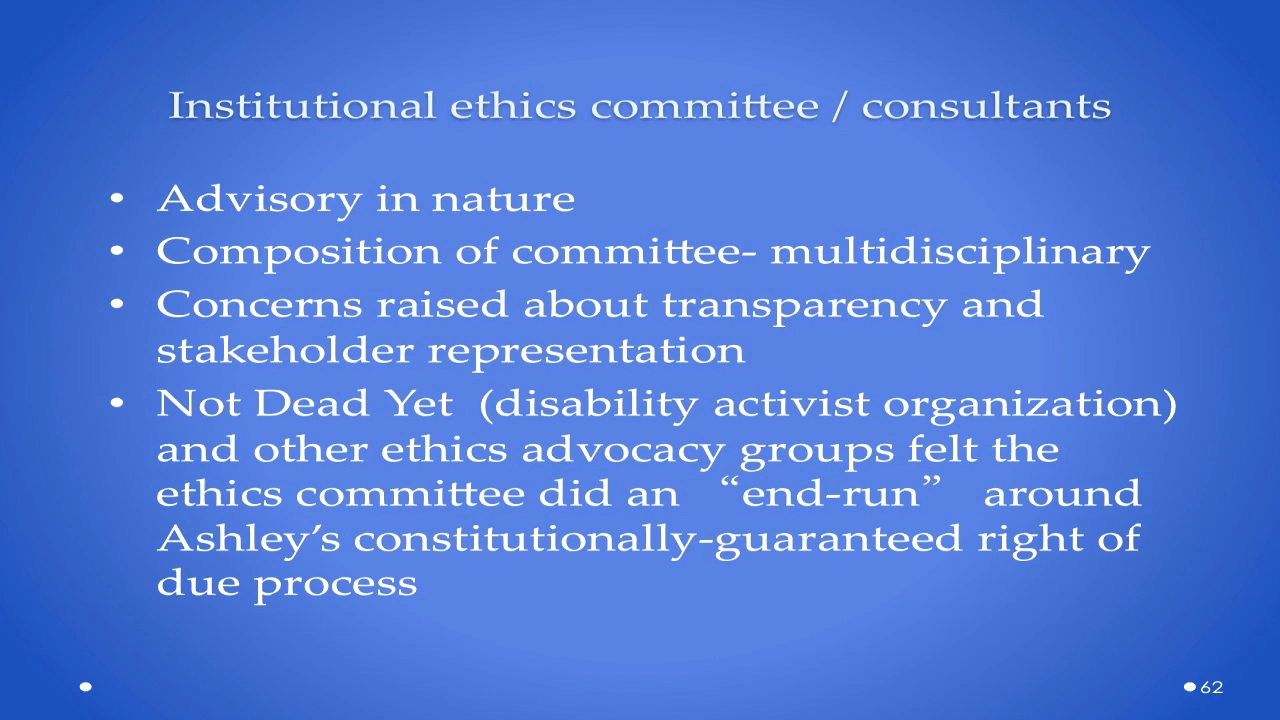 Institutional ethics committee / consultants
• Advisory in nature
• Composition of committee- multidisciplinary
• Concerns raised about transparency and
stakeholder representation
• Not Dead Yet (disability activist organization)
and other ethics advocacy groups felt the
ethics committee did an “end-run” around
Ashley’s constitutionally-guaranteed right of
due process
• 62